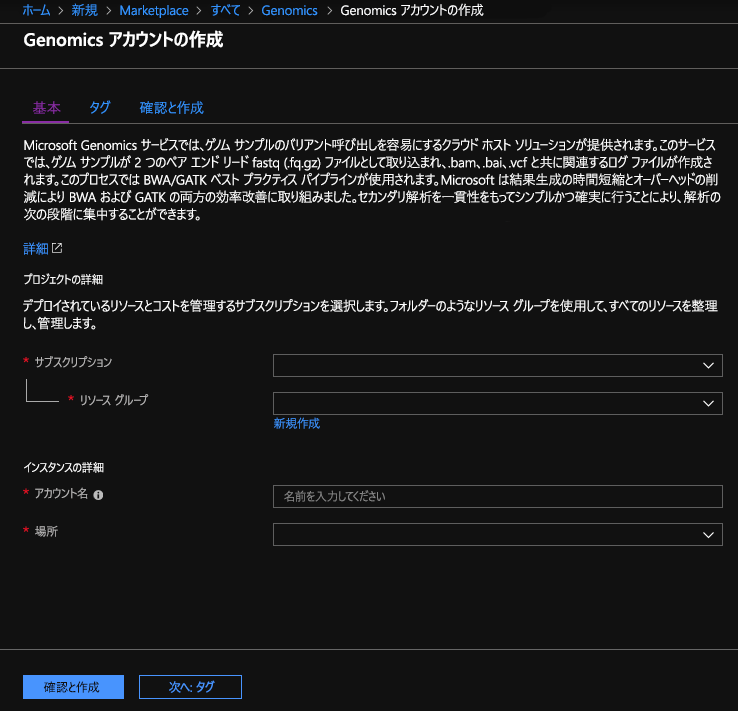 ホーム > 新規 > Marketplace > すべて > Genomics > Genomics アカウントの作成
Genomics アカウントの作成
基本 タグ 確認と作成
Microsoft Genomics サービスでは、ゲノム サンプルのバリアント呼び出しを容易にするクラウド ホスト ソリューションが提供されます。このサービス
では、ゲノム サンプルが 2 つのペア エンド リード fastq (.fq.gz) ファイルとして取り込まれ、.bam、.bai、.vcf と共に関連するログ ファイルが作成さ
れます。このプロセスでは BWA/GATK ベスト プラクティス パイプラインが使用されます。Microsoft は結果生成の時間短縮とオーバーヘッドの削
減により BWA および GATK の両方の効率改善に取り組みました。セカンダリ解析を一貫性をもってシンプルかつ確実に行うことにより、解析の
次の段階に集中することができます。
詳細
プロジェクトの詳細
デプロイされているリソースとコストを管理するサブスクリプションを選択します。フォルダーのようなリソース グループを使用して、すべてのリソースを整理
し、管理します。
* サブスクリプション
* リソース グループ
新規作成
インスタンスの詳細
* アカウント名 名前を入力してください
* 場所
確認と作成 次へ: タグ